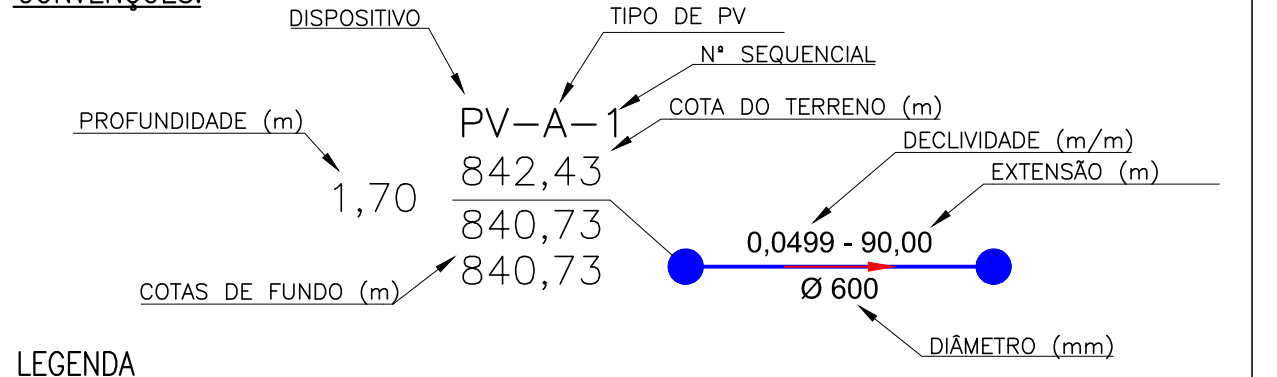 CONVENÇÕES:
DISPOSITIVO
TIPO DE PV
Nº SEQUENCIAL
PV-A-1
COTA DO TERRENO (m)
PROFUNDIDADE (m)
DECLIVIDADE (m/m)
842,43
EXTENSÃO (m)
1,70
840,73
0,0499 - 90,00
840,73
COTAS DE FUNDO (m)
Ø 600
DIÂMETRO (mm)
LEGENDA